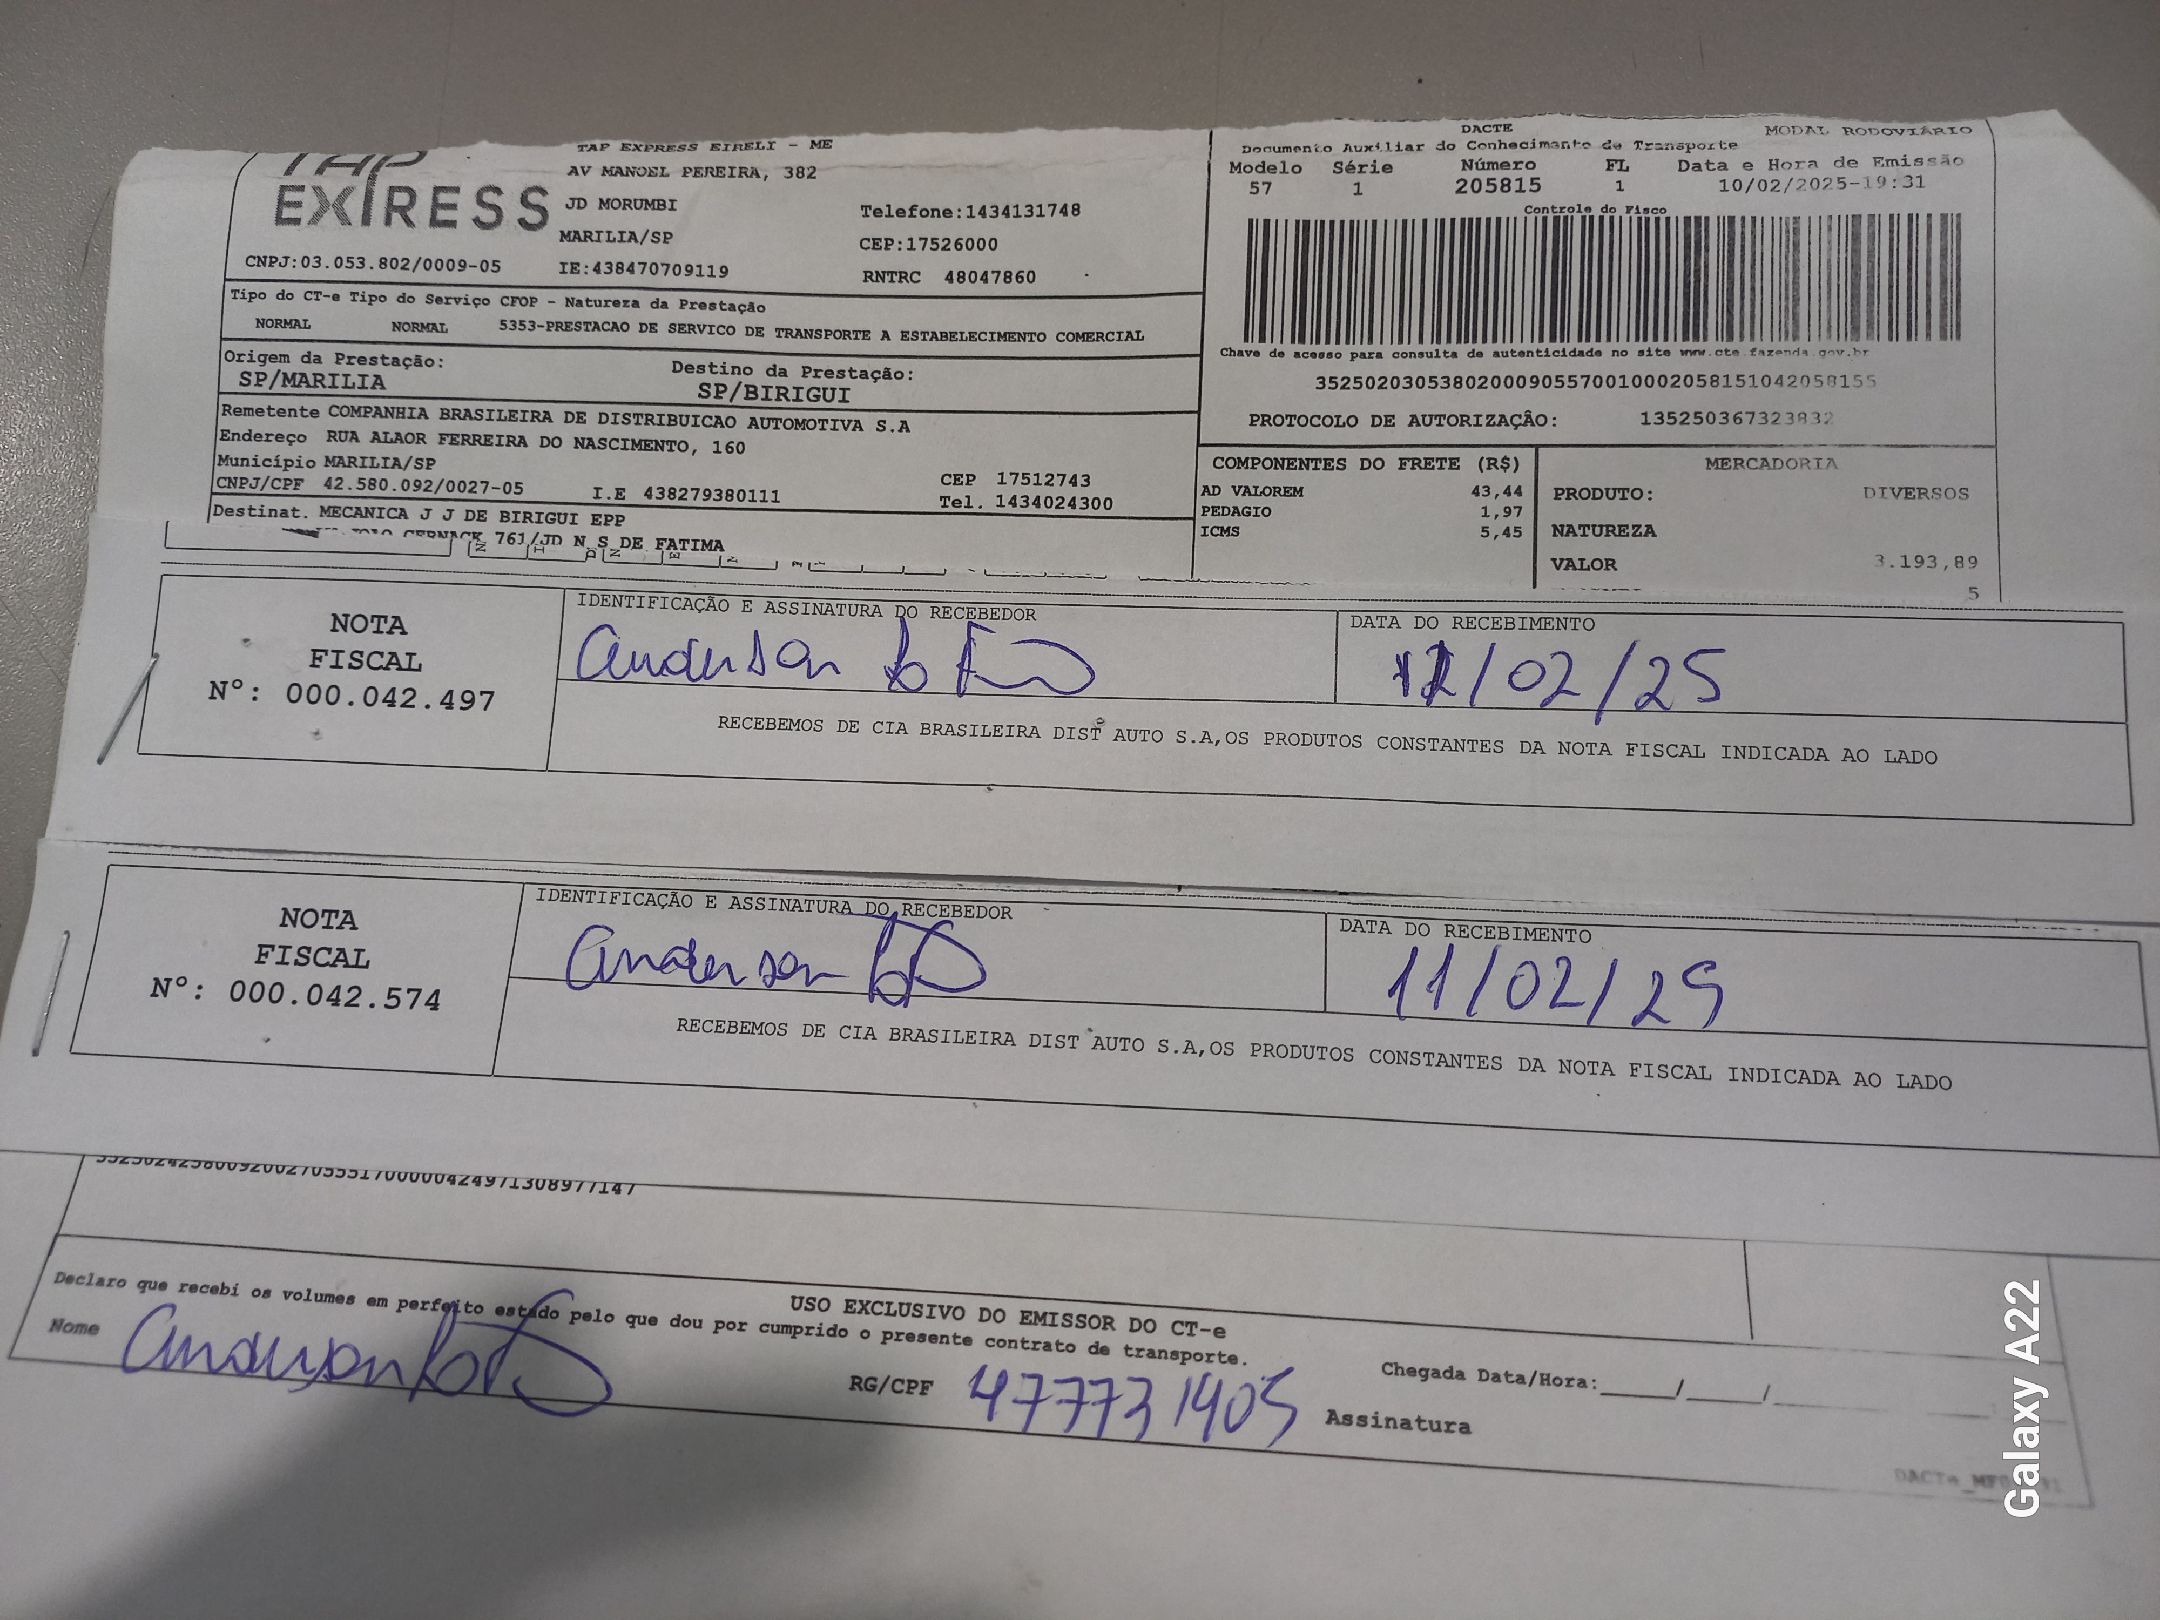 TAP EXPRESS EIRELI - ME
AV MANOEL PEREIRA, 382
JD MORUMBI
MARILIA/SP
TAP
EXPRESS
Telefone:1434131748
CEP:17526000
CNPJ:03.053.802/0009-05 IE:438470709119 RNTRC 48047860
DACTE MODAL RODOVIÁRIO
Documento Auxiliar do Conhecimento de Transporte
Modelo Série Número FL Data e Hora de Emissão
57 1 205815 1 10/02/2025-19:31
Controle do Fisco
Chave de acesso para consulta de autenticidade no site www.cte.fazenda.gov.br
35250203053802000905570010002058151042058155
PROTOCOLO DE AUTORIZAÇÃO: 135250367323832
Tipo do CT-e Tipo do Serviço CFOP - Natureza da Prestação
NORMAL NORMAL 5353-PRESTACAO DE SERVICO DE TRANSPORTE A ESTABELECIMENTO COMERCIAL
Origem da Prestação: Destino da Prestação:
SP/MARILIA SP/BIRIGUI
Remetente COMPANHIA BRASILEIRA DE DISTRIBUICAO AUTOMOTIVA S.A
Endereço RUA ALAOR FERREIRA DO NASCIMENTO, 160
Município MARILIA/SP CEP 17512743
CNPJ/CPF 42.580.092/0027-05 I.E 438279380111 Tel. 1434024300
Destinat. MECANICA J J DE BIRIGUI EPP
761/JD N S DE FATIMA
COMPONENTES DO FRETE (R$)
AD VALOREM 43,44
PEDAGIO 1,97
ICMS 5,45
MERCADORIA
PRODUTO: DIVERSOS
NATUREZA
VALOR 3.193,89
5
NOTA
FISCAL
Nº: 000.042.497
IDENTIFICAÇÃO E ASSINATURA DO RECEBEDOR
Anderson
DATA DO RECEBIMENTO
/02/25
RECEBEMOS DE CIA BRASILEIRA DIST AUTO S.A,OS PRODUTOS CONSTANTES DA NOTA FISCAL INDICADA AO LADO
NOTA
FISCAL
Nº: 000.042.574
IDENTIFICAÇÃO E ASSINATURA DO RECEBEDOR
Anderson
DATA DO RECEBIMENTO
11/02/25
RECEBEMOS DE CIA BRASILEIRA DIST AUTO S.A,OS PRODUTOS CONSTANTES DA NOTA FISCAL INDICADA AO LADO
USO EXCLUSIVO DO EMISSOR DO CT-e
Declaro que recebi os volumes em perfeito estado pelo que dou por cumprido o presente contrato de transporte.
Nome Anderson
RG/CPF 477731905
Chegada Data/Hora:
Assinatura
Galaxy A22